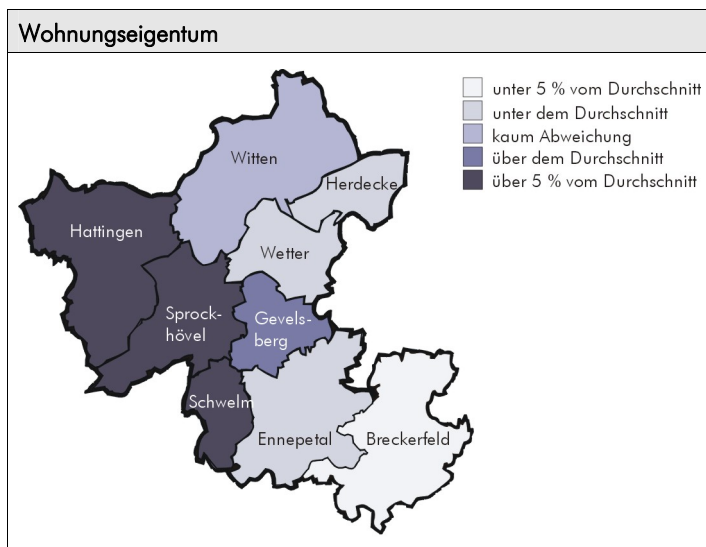 Wohnungseigentum
unter 5 % vom Durchschnitt
unter dem Durchschnitt
kaum Abweichung
über dem Durchschnitt
über 5 % vom Durchschnitt
Witten
Herdecke
Hattingen
Wetter
Sprock-
hövel
Gevels-
berg
Schwelm
Ennepetal
Breckerfeld